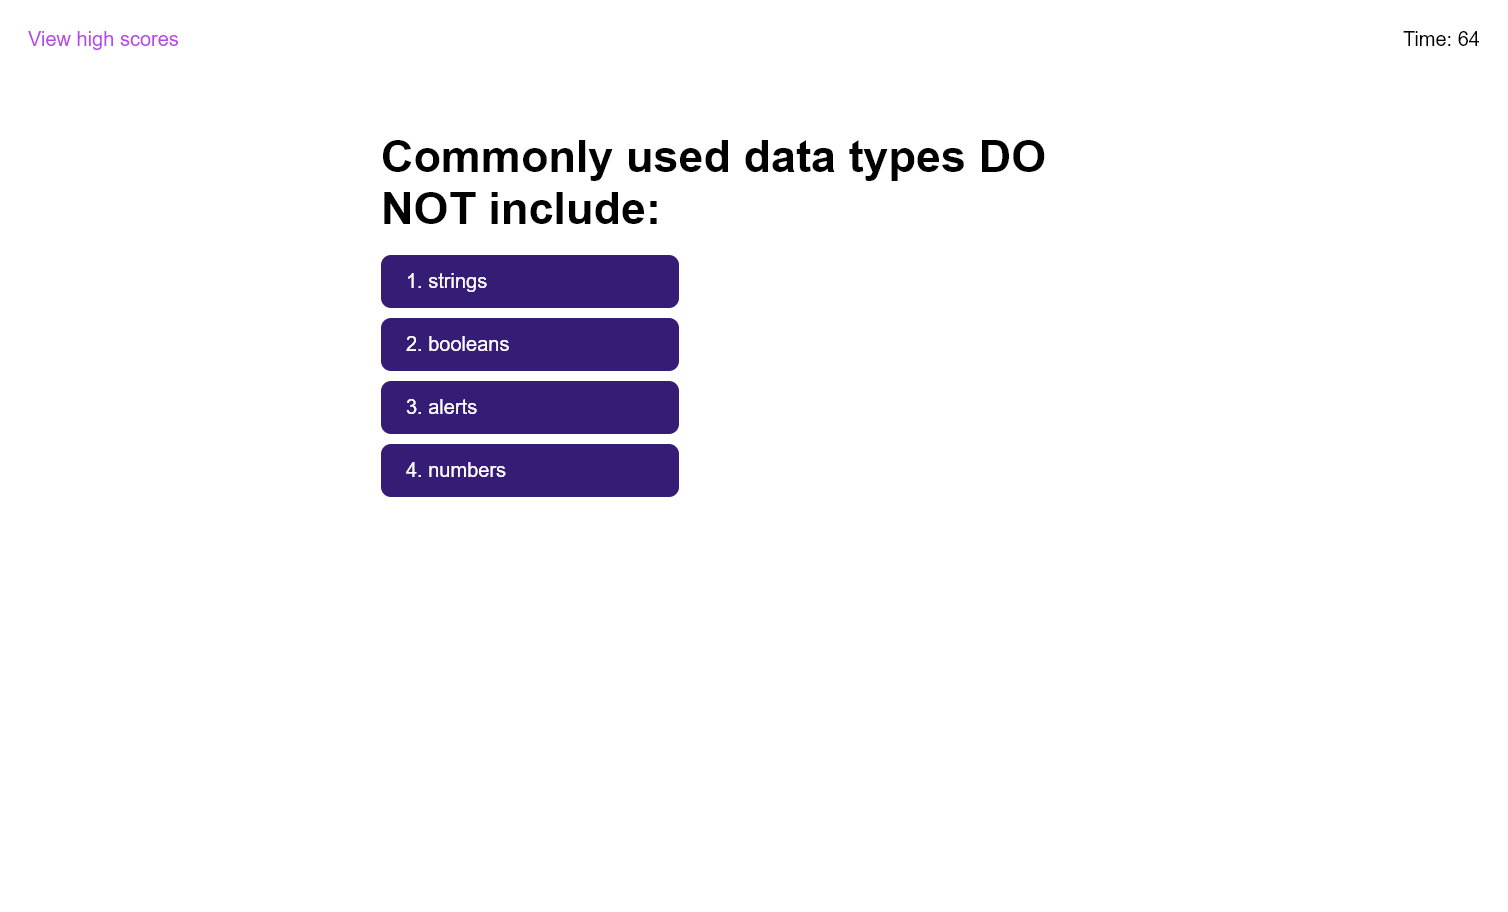 View high scores
Time: 64
Commonly used data types DO
NOT include:
1. strings
2. booleans
3. alerts
4. numbers